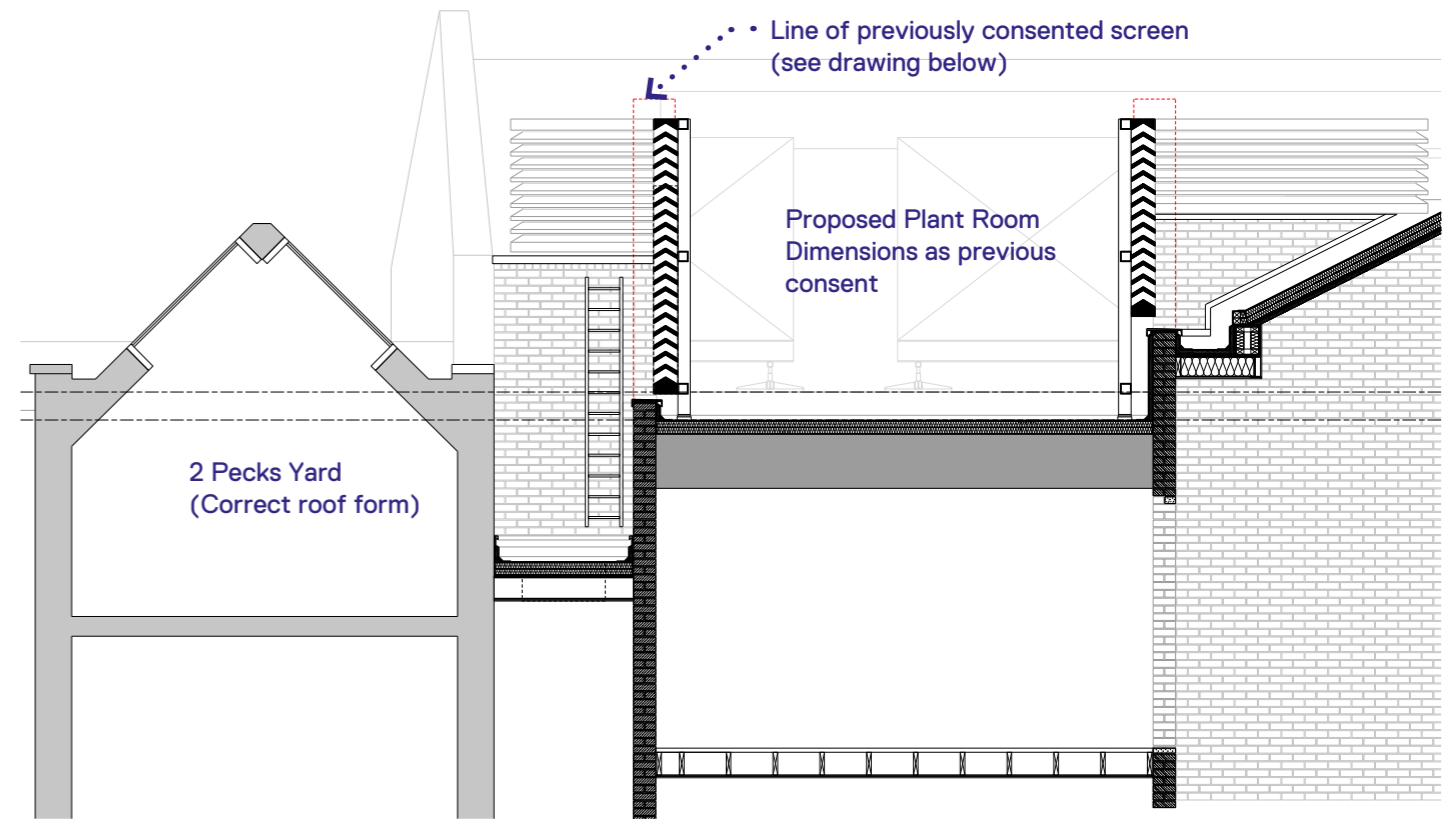 Line of previously consented screen
(see drawing below)
Proposed Plant Room
Dimensions as previous
consent
2 Pecks Yard
(Correct roof form)